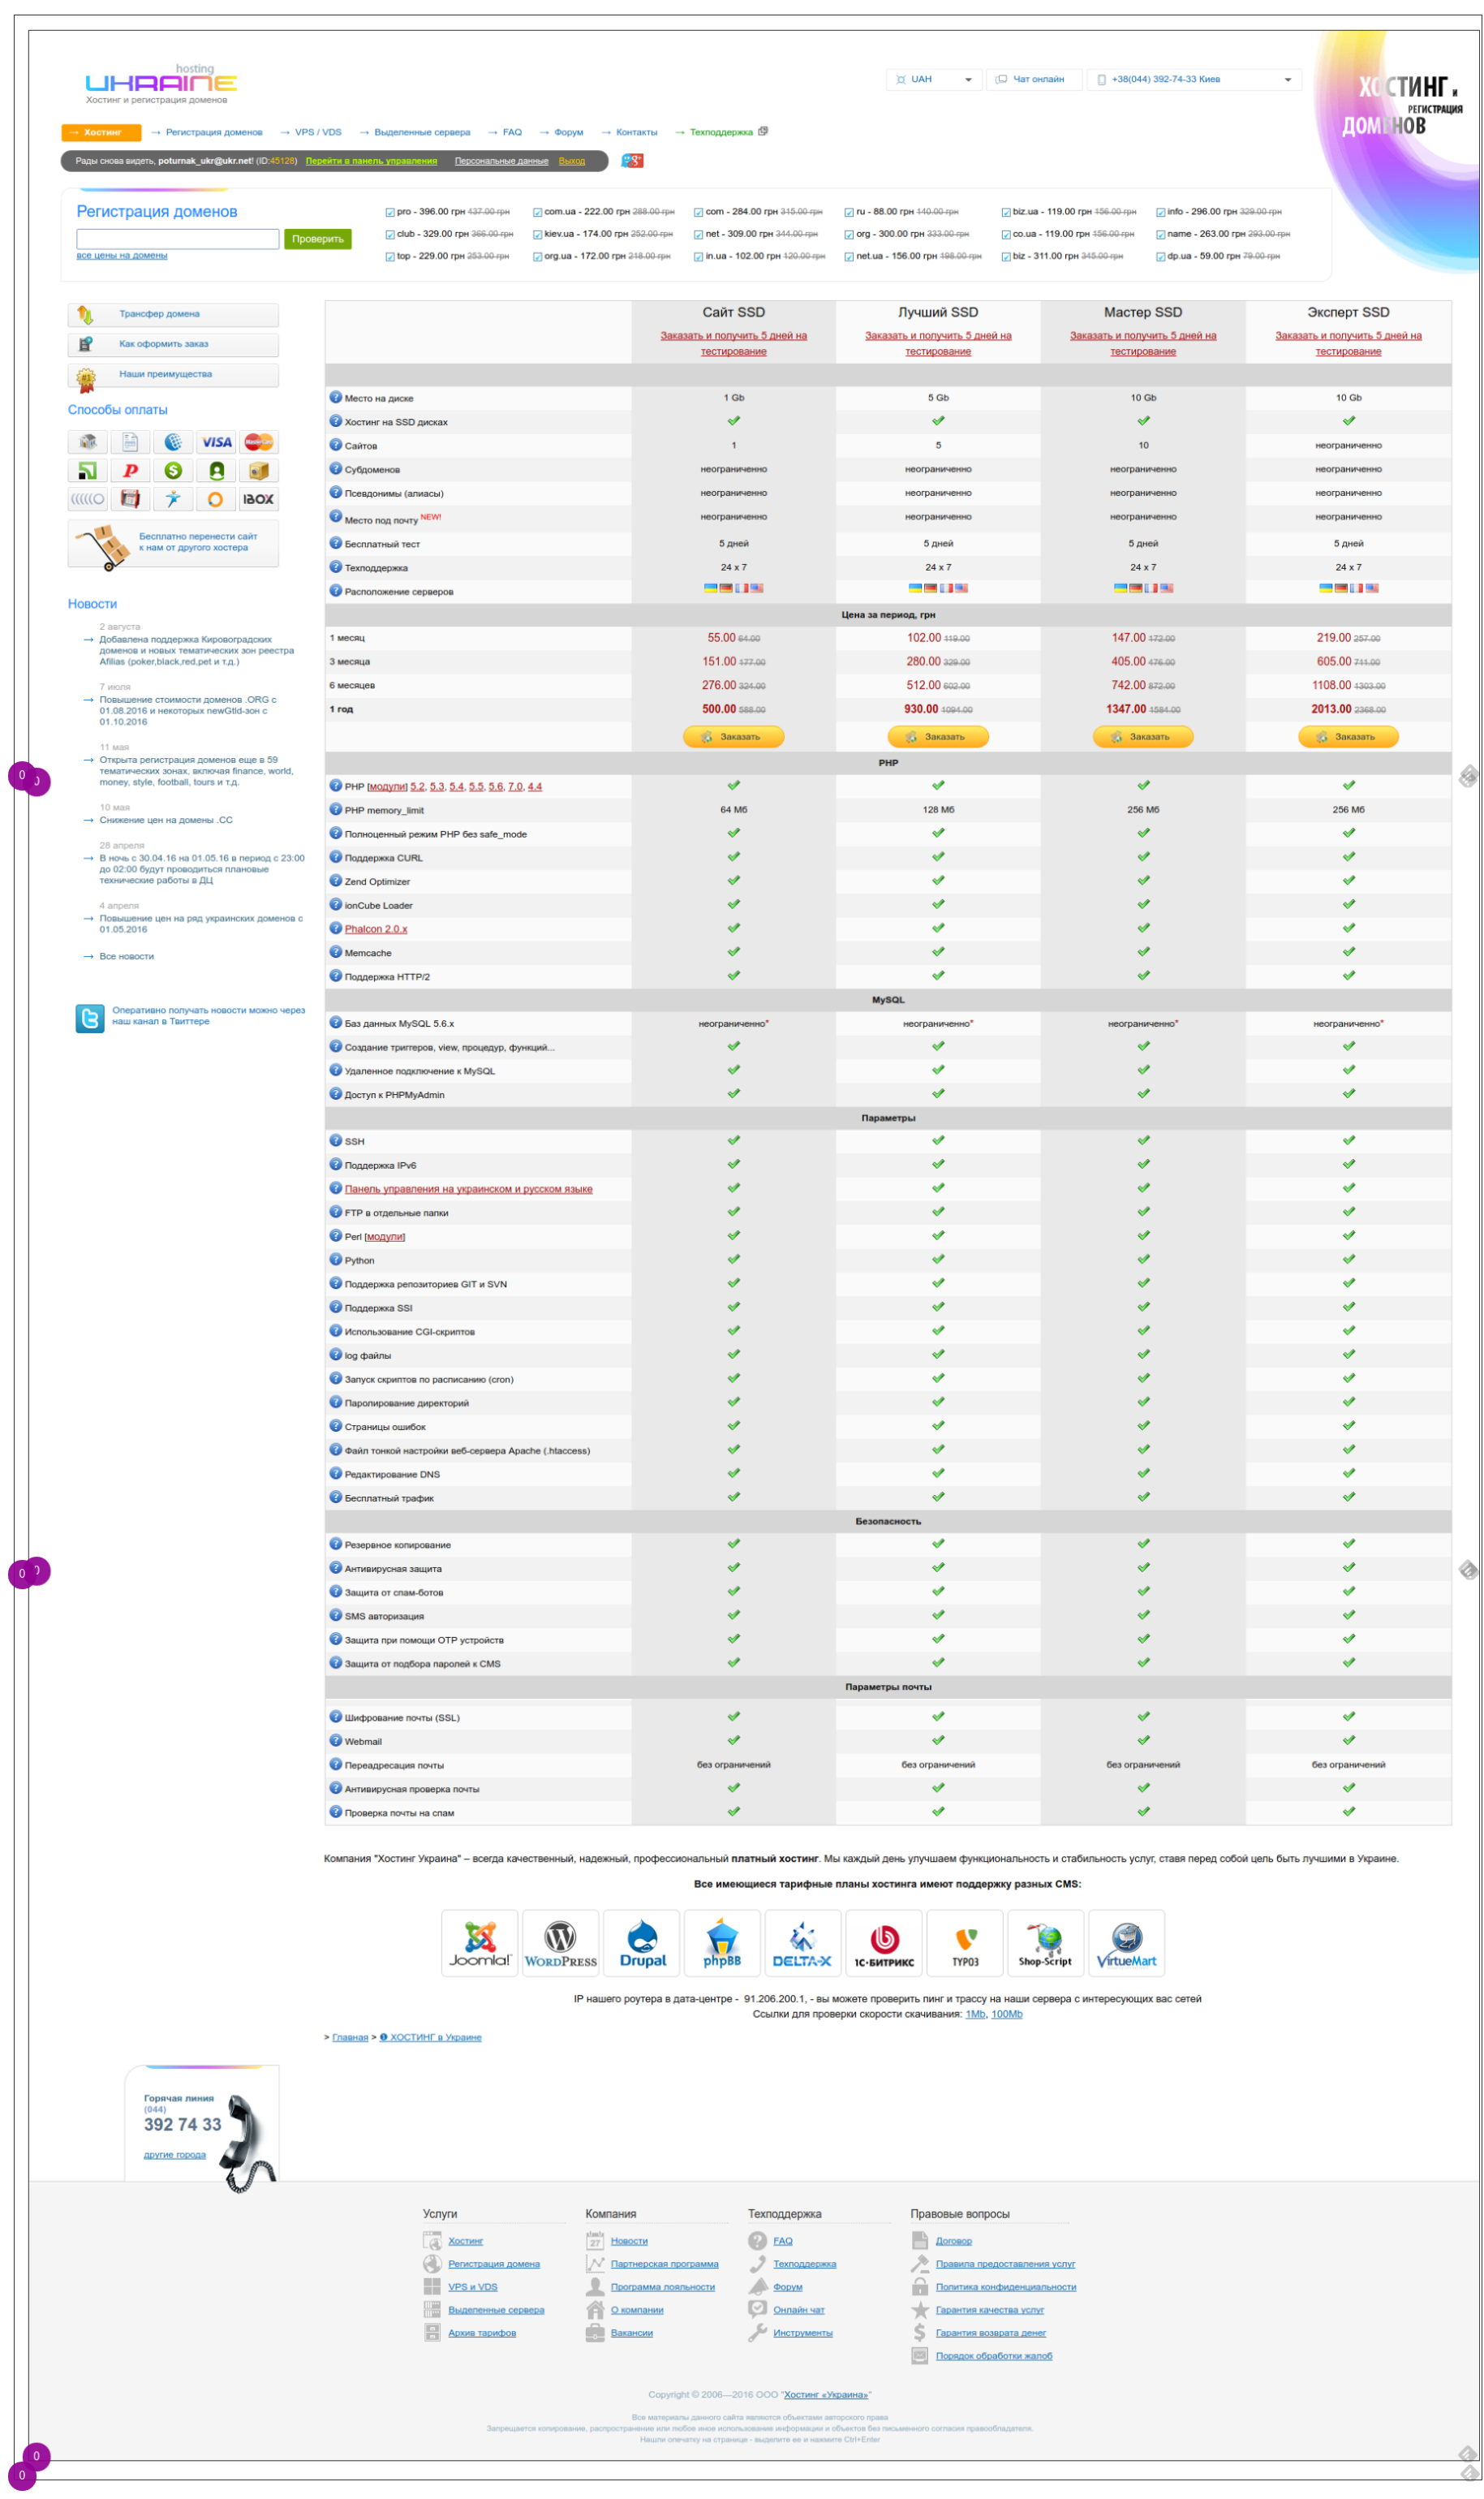 hosting
UKRAINE
Хостинг и регистрация доменов
UAH
Чат онлайн
+38(044) 392-74-33 Киев
ХОСТИНГ и
РЕГИСТРАЦИЯ
ДОМЕНОВ
→ Хостинг → Регистрация доменов → VPS / VDS → Выделенные сервера → FAQ → Форум → Контакты → Техподдержка
Рады снова видеть, poturnak_ukr@ukr.net! (ID:45128) Перейти в панель управления Персональные данные Выход
Регистрация доменов
Проверить
все цены на домены
pro - 396.00 грн 437.00 грн com.ua - 222.00 грн 288.00 грн com - 284.00 грн 315.00 грн ru - 88.00 грн 140.00 грн biz.ua - 119.00 грн 156.00 грн info - 296.00 грн 329.00 грн
club - 329.00 грн 366.00 грн kiev.ua - 174.00 грн 252.00 грн net - 309.00 грн 344.00 грн org - 300.00 грн 333.00 грн co.ua - 119.00 грн 156.00 грн name - 263.00 грн 293.00 грн
top - 229.00 грн 253.00 грн org.ua - 172.00 грн 218.00 грн in.ua - 102.00 грн 120.00 грн net.ua - 156.00 грн 198.00 грн biz - 311.00 грн 345.00 грн dp.ua - 59.00 грн 79.00 грн
Трансфер домена
Как оформить заказ
Наши преимущества
Способы оплаты
VISA MasterCard
IBOX
Бесплатно перенести сайт
к нам от другого хостера
Новости
2 августа
→ Добавлена поддержка Кировоградских
доменов и новых тематических зон реестра
Afilias (poker,black,red,pet и т.д.)
7 июля
→ Повышение стоимости доменов .ORG с
01.08.2016 и некоторых newGtld-зон с
01.10.2016
11 мая
→ Открыта регистрация доменов еще в 59
тематических зонах, включая finance, world,
money, style, football, tours и т.д.
10 мая
→ Снижение цен на домены .CC
28 апреля
→ В ночь с 30.04.16 на 01.05.16 в период с 23:00
до 02:00 будут проводиться плановые
технические работы в ДЦ
4 апреля
→ Повышение цен на ряд украинских доменов с
01.05.2016
→ Все новости
Оперативно получать новости можно через
наш канал в Твиттере
Сайт SSD Лучший SSD Мастер SSD Эксперт SSD
Заказать и получить 5 дней на Заказать и получить 5 дней на Заказать и получить 5 дней на Заказать и получить 5 дней на
тестирование тестирование тестирование тестирование
Место на диске 1 Gb 5 Gb 10 Gb 10 Gb
Хостинг на SSD дисках
Сайтов 1 5 10 неограниченно
Субдоменов неограниченно неограниченно неограниченно неограниченно
Псевдонимы (алиасы) неограниченно неограниченно неограниченно неограниченно
Место под почту NEW! неограниченно неограниченно неограниченно неограниченно
Бесплатный тест 5 дней 5 дней 5 дней 5 дней
Техподдержка 24 x 7 24 x 7 24 x 7 24 x 7
Расположение серверов
Цена за период, грн
1 месяц 55.00 64.00 102.00 119.00 147.00 172.00 219.00 257.00
3 месяца 151.00 177.00 280.00 329.00 405.00 476.00 605.00 711.00
6 месяцев 276.00 324.00 512.00 602.00 742.00 872.00 1108.00 1303.00
1 год 500.00 588.00 930.00 1094.00 1347.00 1584.00 2013.00 2368.00
Заказать Заказать Заказать Заказать
PHP
PHP [модули] 5.2, 5.3, 5.4, 5.5, 5.6, 7.0, 4.4
PHP memory_limit 64 Мб 128 Мб 256 Мб 256 Мб
Полноценный режим PHP без safe_mode
Поддержка CURL
Zend Optimizer
ionCube Loader
Phalcon 2.0.x
Memcache
Поддержка HTTP/2
MySQL
Баз данных MySQL 5.6.x неограниченно* неограниченно* неограниченно* неограниченно*
Создание триггеров, view, процедур, функций...
Удаленное подключение к MySQL
Доступ к PHPMyAdmin
Параметры
SSH
Поддержка IPv6
Панель управления на украинском и русском языке
FTP в отдельные папки
Perl [модули]
Python
Поддержка репозиториев GIT и SVN
Поддержка SSI
Использование CGI-скриптов
log файлы
Запуск скриптов по расписанию (cron)
Паролирование директорий
Страницы ошибок
Файл тонкой настройки веб-сервера Apache (.htaccess)
Редактирование DNS
Бесплатный трафик
Безопасность
Резервное копирование
Антивирусная защита
Защита от спам-ботов
SMS авторизация
Защита при помощи OTP устройств
Защита от подбора паролей к CMS
Параметры почты
Шифрование почты (SSL)
Webmail
Переадресация почты без ограничений без ограничений без ограничений без ограничений
Антивирусная проверка почты
Проверка почты на спам
Компания "Хостинг Украина" – всегда качественный, надежный, профессиональный платный хостинг. Мы каждый день улучшаем функциональность и стабильность услуг, ставя перед собой цель быть лучшими в Украине.
Все имеющиеся тарифные планы хостинга имеют поддержку разных CMS:
Joomla! WORDPRESS Drupal phpBB DELTA-X 1С-БИТРИКС TYPO3 Shop-Script VirtueMart
IP нашего роутера в дата-центре - 91.206.200.1, - вы можете проверить пинг и трассу на наши сервера с интересующих вас сетей
Ссылки для проверки скорости скачивания: 1Mb, 100Mb
> Главная > ❶ ХОСТИНГ в Украине
Горячая линия
(044)
392 74 33
другие города
Услуги Компания Техподдержка Правовые вопросы
Хостинг Новости FAQ Договор
Регистрация домена Партнерская программа Техподдержка Правила предоставления услуг
VPS и VDS Программа лояльности Форум Политика конфиденциальности
Выделенные сервера О компании Онлайн чат Гарантия качества услуг
Архив тарифов Вакансии Инструменты Гарантия возврата денег
Порядок обработки жалоб
Copyright © 2006—2016 ООО "Хостинг «Украина»"
Все материалы данного сайта являются объектами авторского права
Запрещается копирование, распространение или любое иное использование информации и объектов без письменного согласия правообладателя.
Нашли опечатку на странице - выделите ее и нажмите Ctrl+Enter